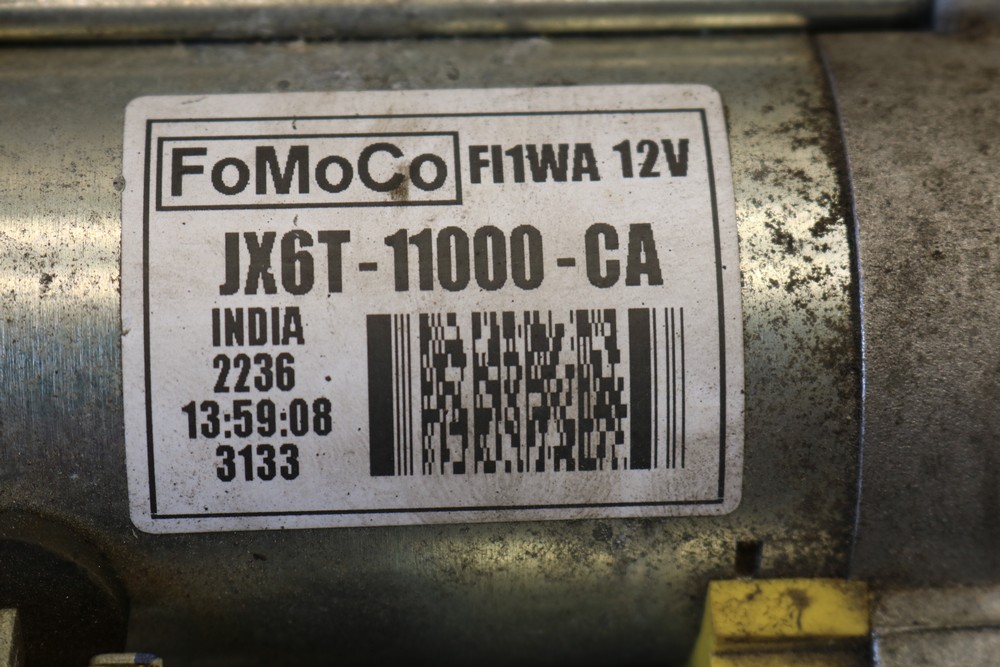 FoMoCo FI1WA 12V
JX6T-11000-CA
INDIA
2236
13:59:08
3133